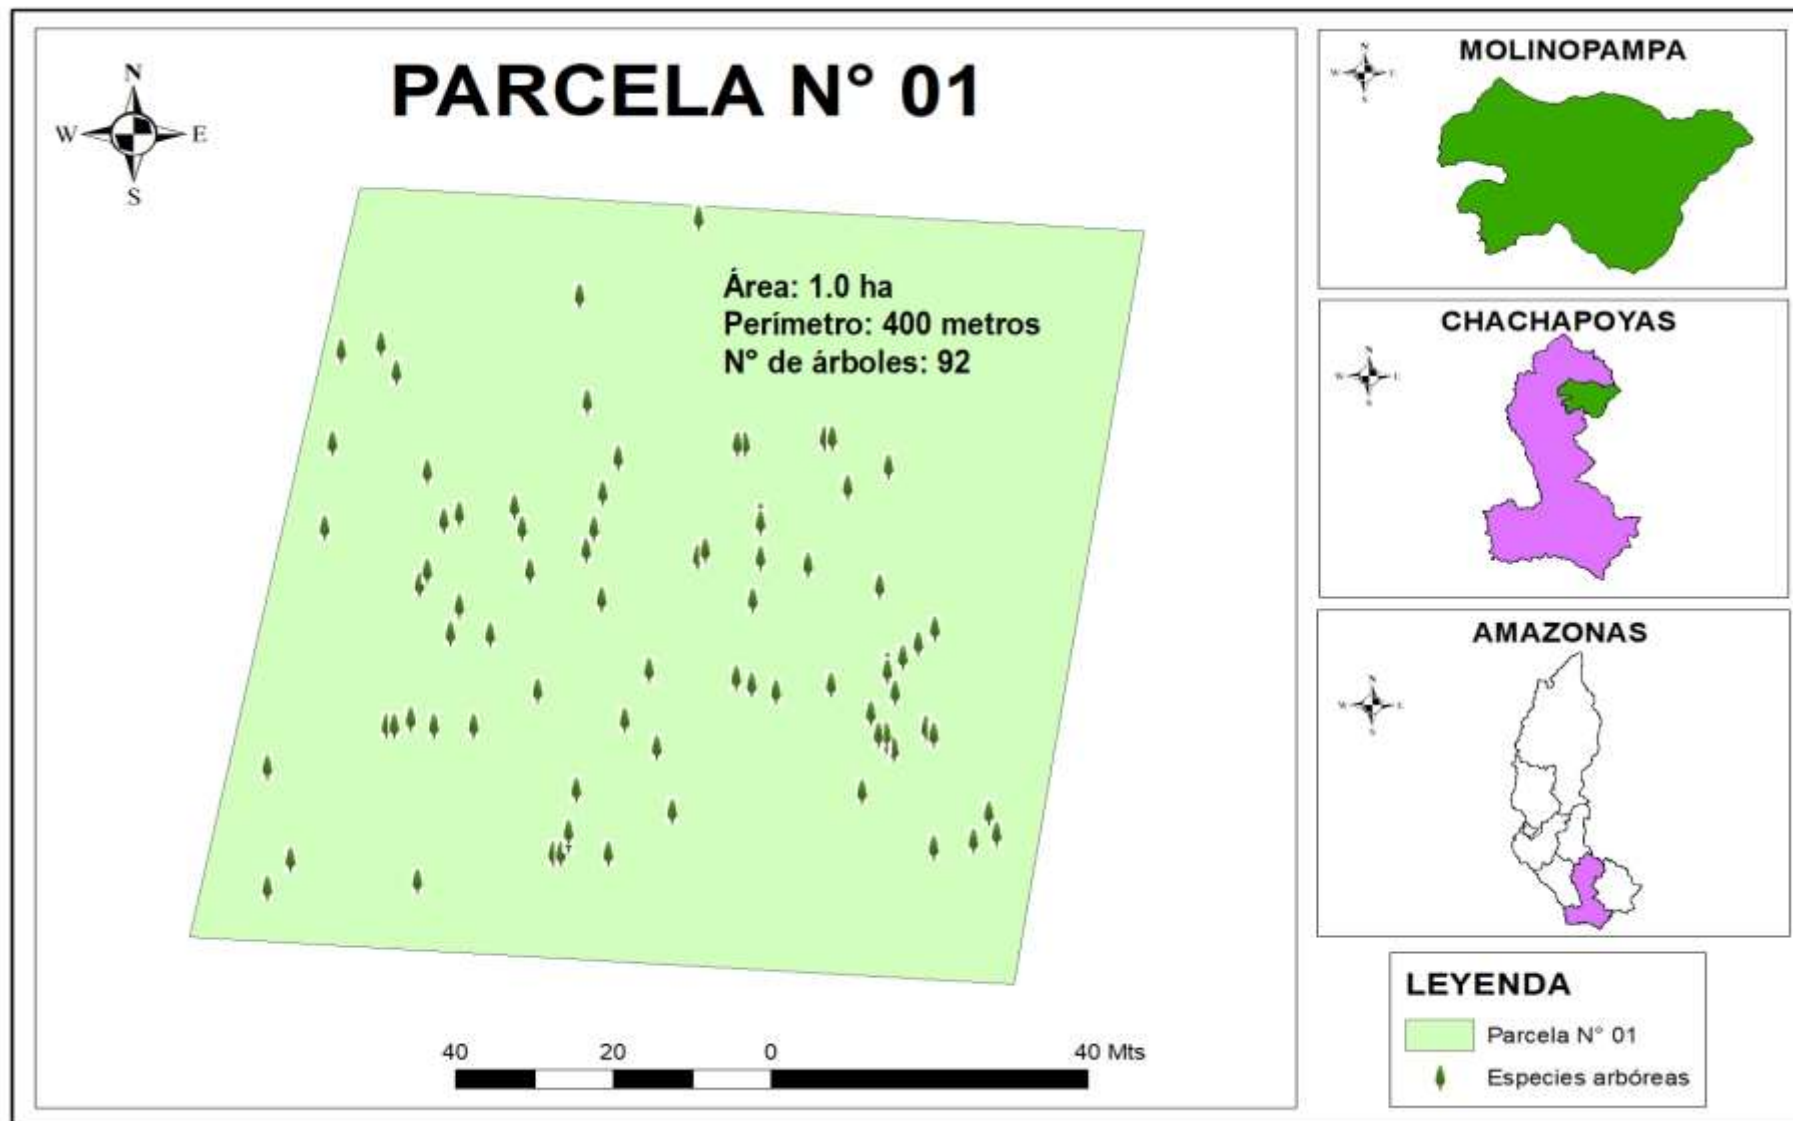 PARCELA N° 01
N
W E
S
Área: 1.0 ha
Perímetro: 400 metros
N° de árboles: 92
40 20 0 40 Mts
MOLINOPAMPA
N
W E
S
CHACHAPOYAS
N
W E
S
AMAZONAS
N
W E
S
LEYENDA
Parcela N° 01
Especies arbóreas